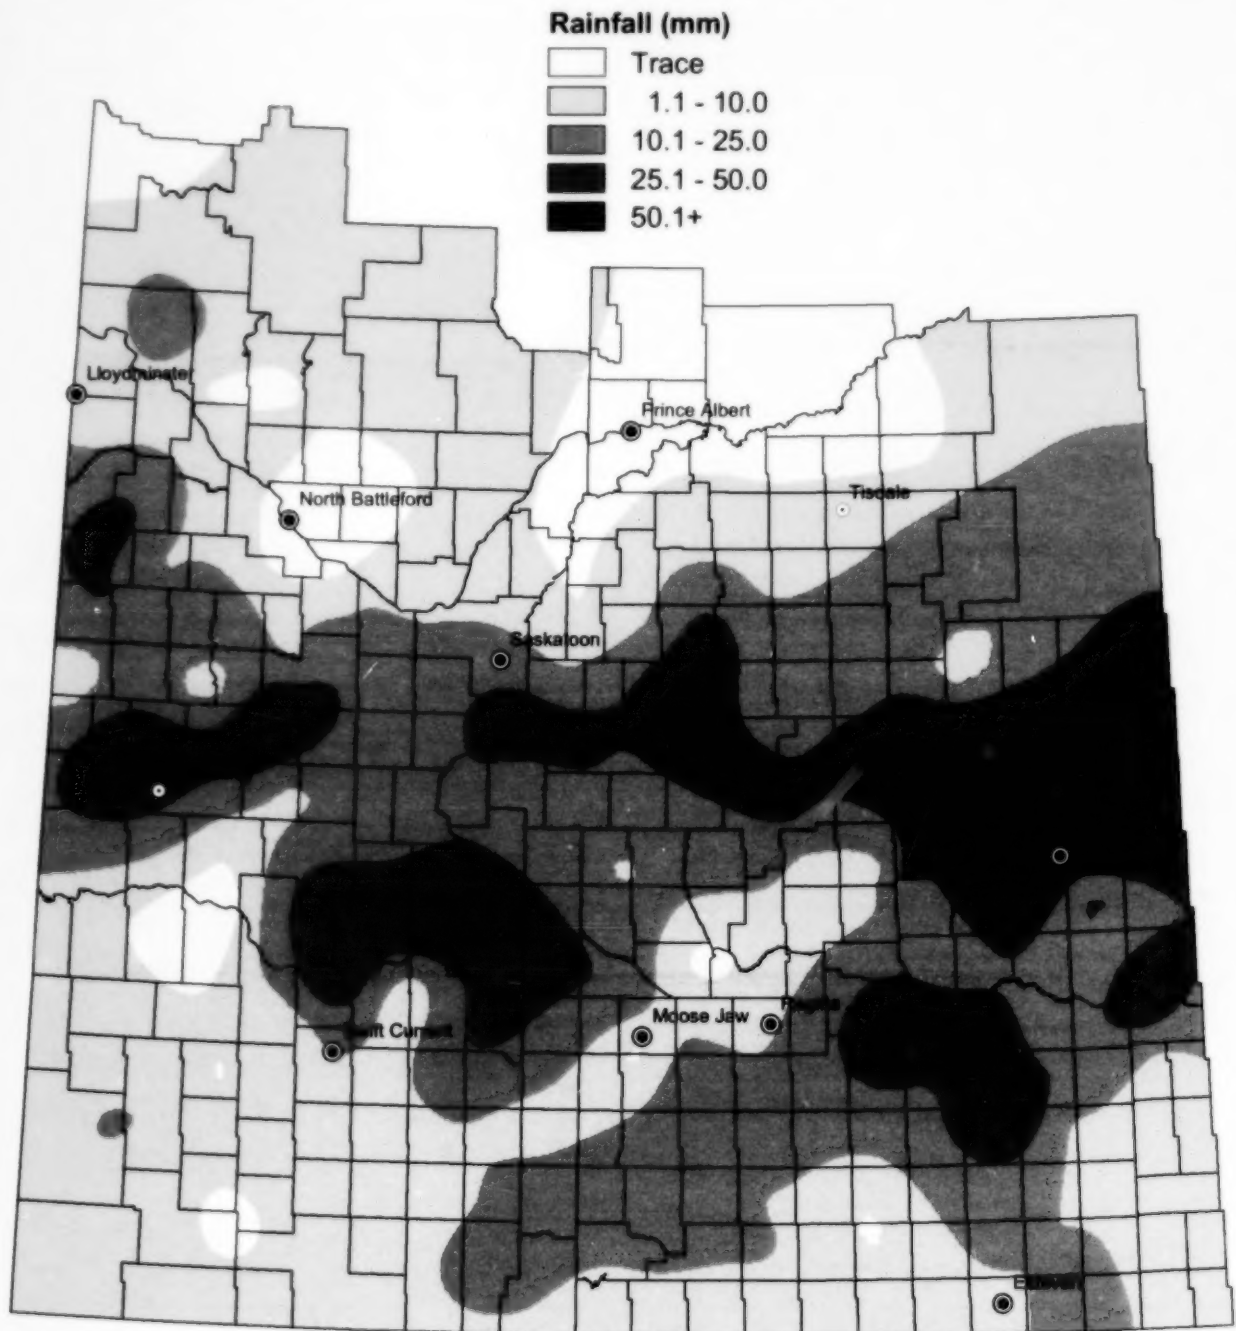 Rainfall (mm)
Trace
1.1 - 10.0
10.1 - 25.0
25.1 - 50.0
50.1+
Lloydminster
Prince Albert
North Battleford
Tisdale
Saskatoon
Swift Current
Moose Jaw
Regina
Estevan